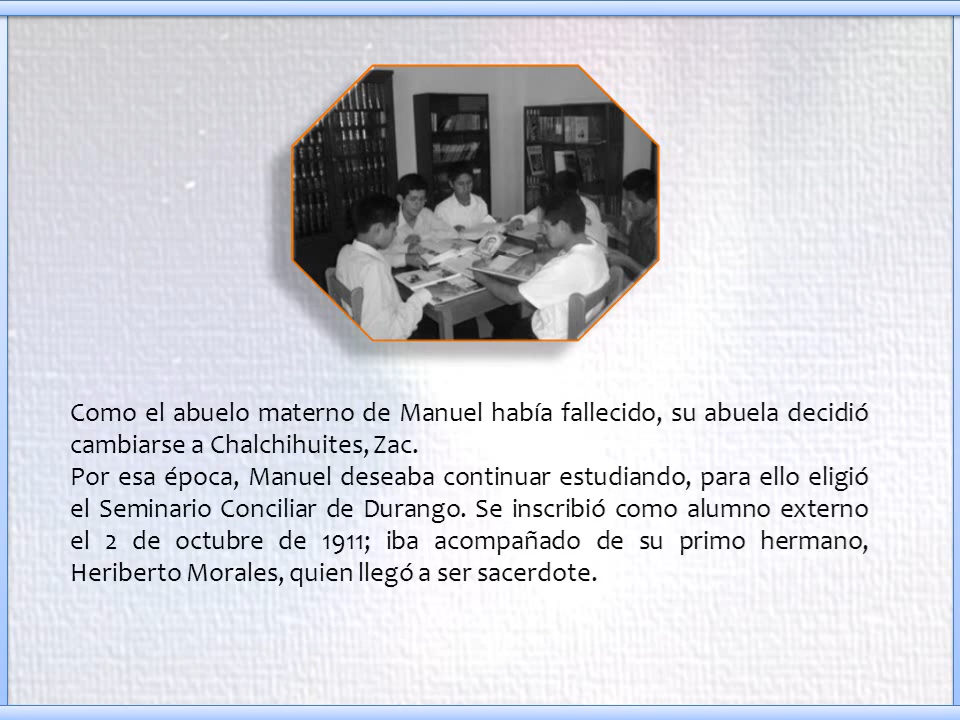 Como el abuelo materno de Manuel había fallecido, su abuela decidió
cambiarse a Chalchihuites, Zac.
Por esa época, Manuel deseaba continuar estudiando, para ello eligió
el Seminario Conciliar de Durango. Se inscribió como alumno externo
el 2 de octubre de 1911; iba acompañado de su primo hermano,
Heriberto Morales, quien llegó a ser sacerdote.